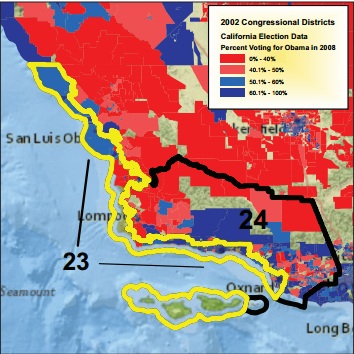 2002 Congressional Districts
California Election Data
Percent Voting for Obama in 2008
0% - 40%
40.1% - 50%
50.1% - 60%
60.1% - 100%
San Luis Ob
Lompo
24
23
Seamount
Oxnar
Long B